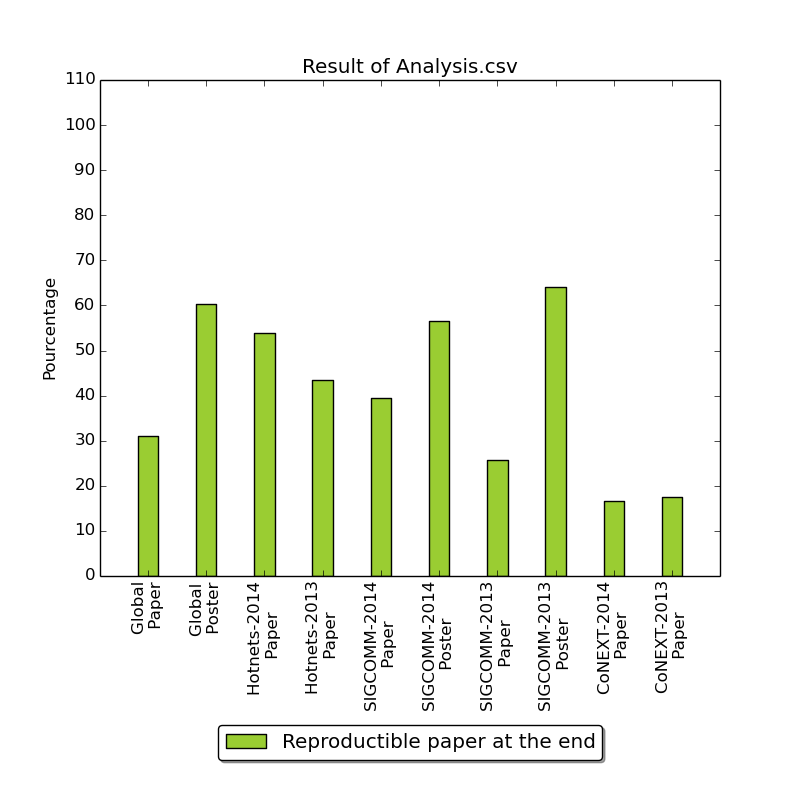 Result of Analysis.csv
110
100
90
80
70
60
50
40
30
20
10
0
Pourcentage
Global
Paper
Global
Poster
Hotnets-2014
Paper
Hotnets-2013
Paper
SIGCOMM-2014
Paper
SIGCOMM-2014
Poster
SIGCOMM-2013
Paper
SIGCOMM-2013
Poster
CoNEXT-2014
Paper
CoNEXT-2013
Paper
Reproductible paper at the end